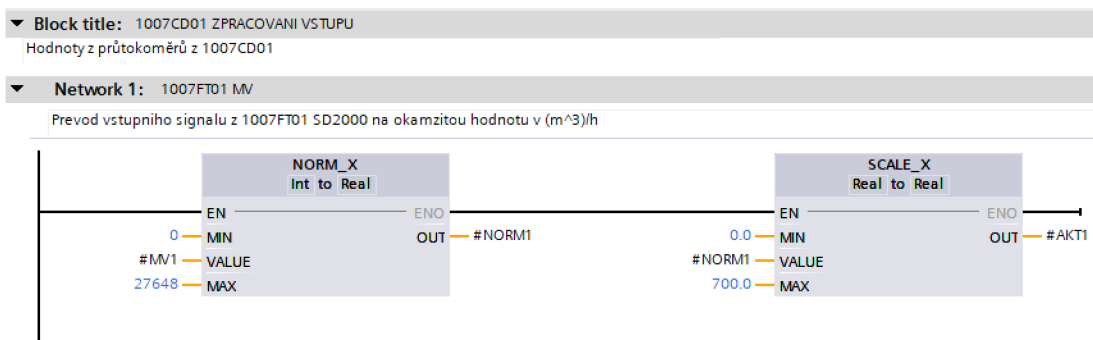 Block title: 1007CD01 ZPRACOVANI VSTUPU
Hodnoty z průtokoměrů z 1007CD01
Network 1: 1007FT01 MV
Prevod vstupniho signalu z 1007FT01 SD2000 na okamzitou hodnotu v (m^3)/h
NORM_X
Int to Real
EN ENO
0 MIN OUT #NORM1
#MV1 VALUE
27648 MAX
SCALE_X
Real to Real
EN ENO
0.0 MIN OUT #AKT1
#NORM1 VALUE
700.0 MAX